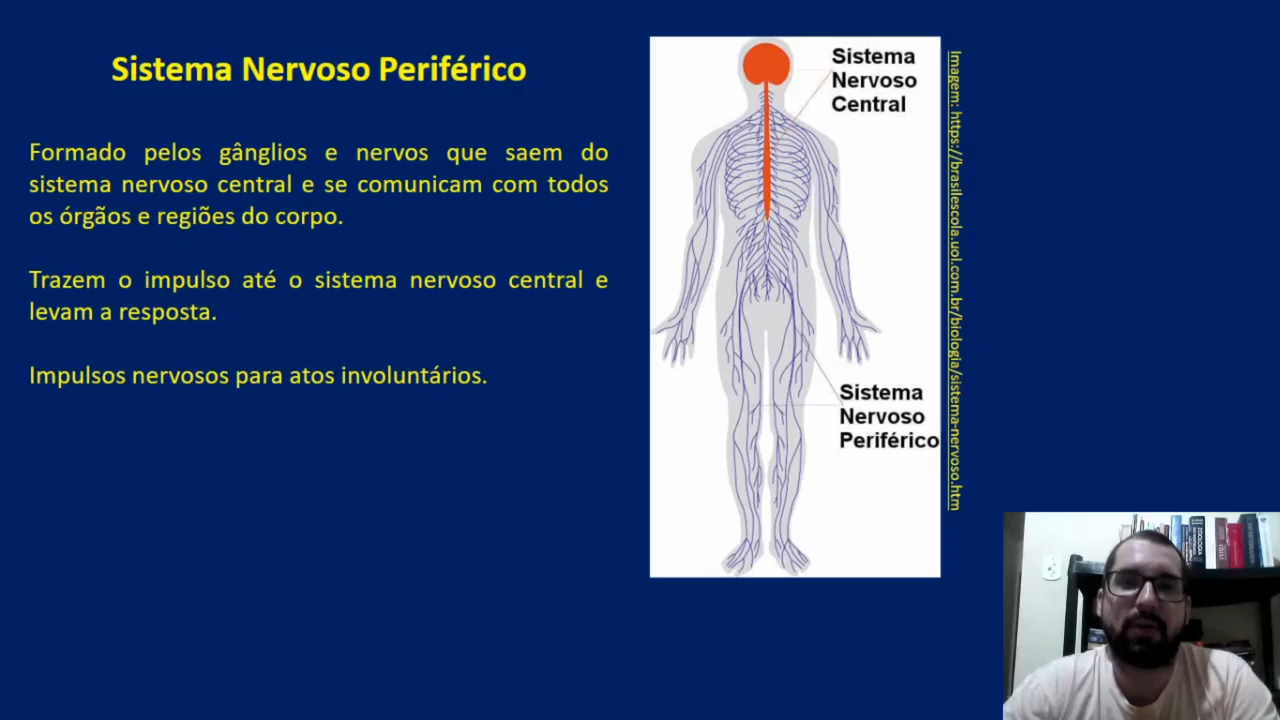 Sistema Nervoso Periférico
Formado pelos gânglios e nervos que saem do
sistema nervoso central e se comunicam com todos
os órgãos e regiões do corpo.
Trazem o impulso até o sistema nervoso central e
levam a resposta.
Impulsos nervosos para atos involuntários.
Sistema
Nervoso
Central
Sistema
Nervoso
Periférico
Imagem: https://brasilescola.uol.com.br/biologia/sistema-nervoso.htm
ZOOLOGIA